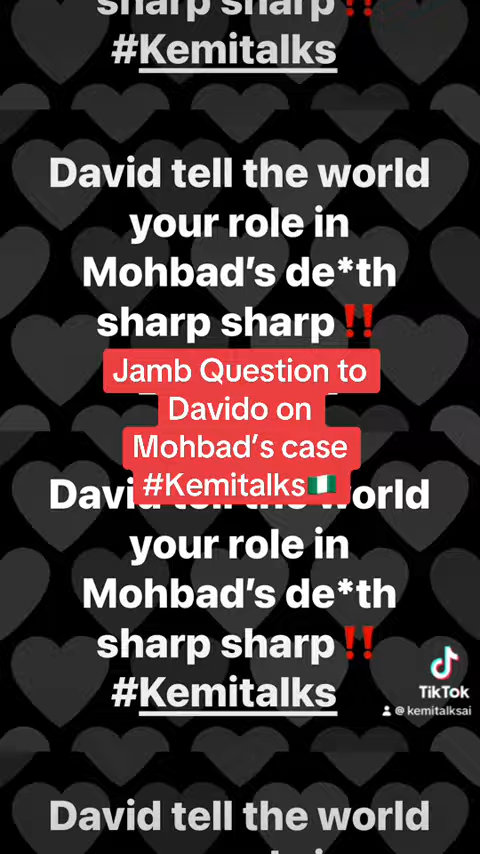 sharp sharp‼️
#Kemitalks
David tell the world
your role in
Mohbad's de*th
sharp sharp‼️
Jamb Question to
Davido on
Mohbad's case
#Kemitalks🇳🇬
your role in
Mohbad's de*th
sharp sharp‼️
#Kemitalks
TikTok
@kemitalksai
David tell the world